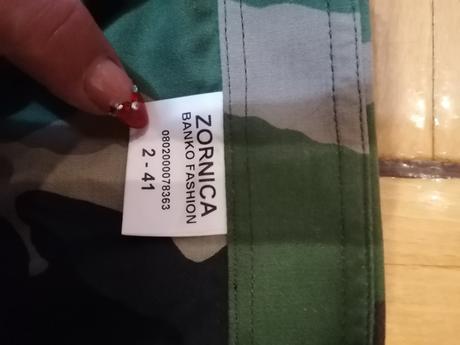 ZORNICA
BANKO FASHION
0802000078363
2 - 41